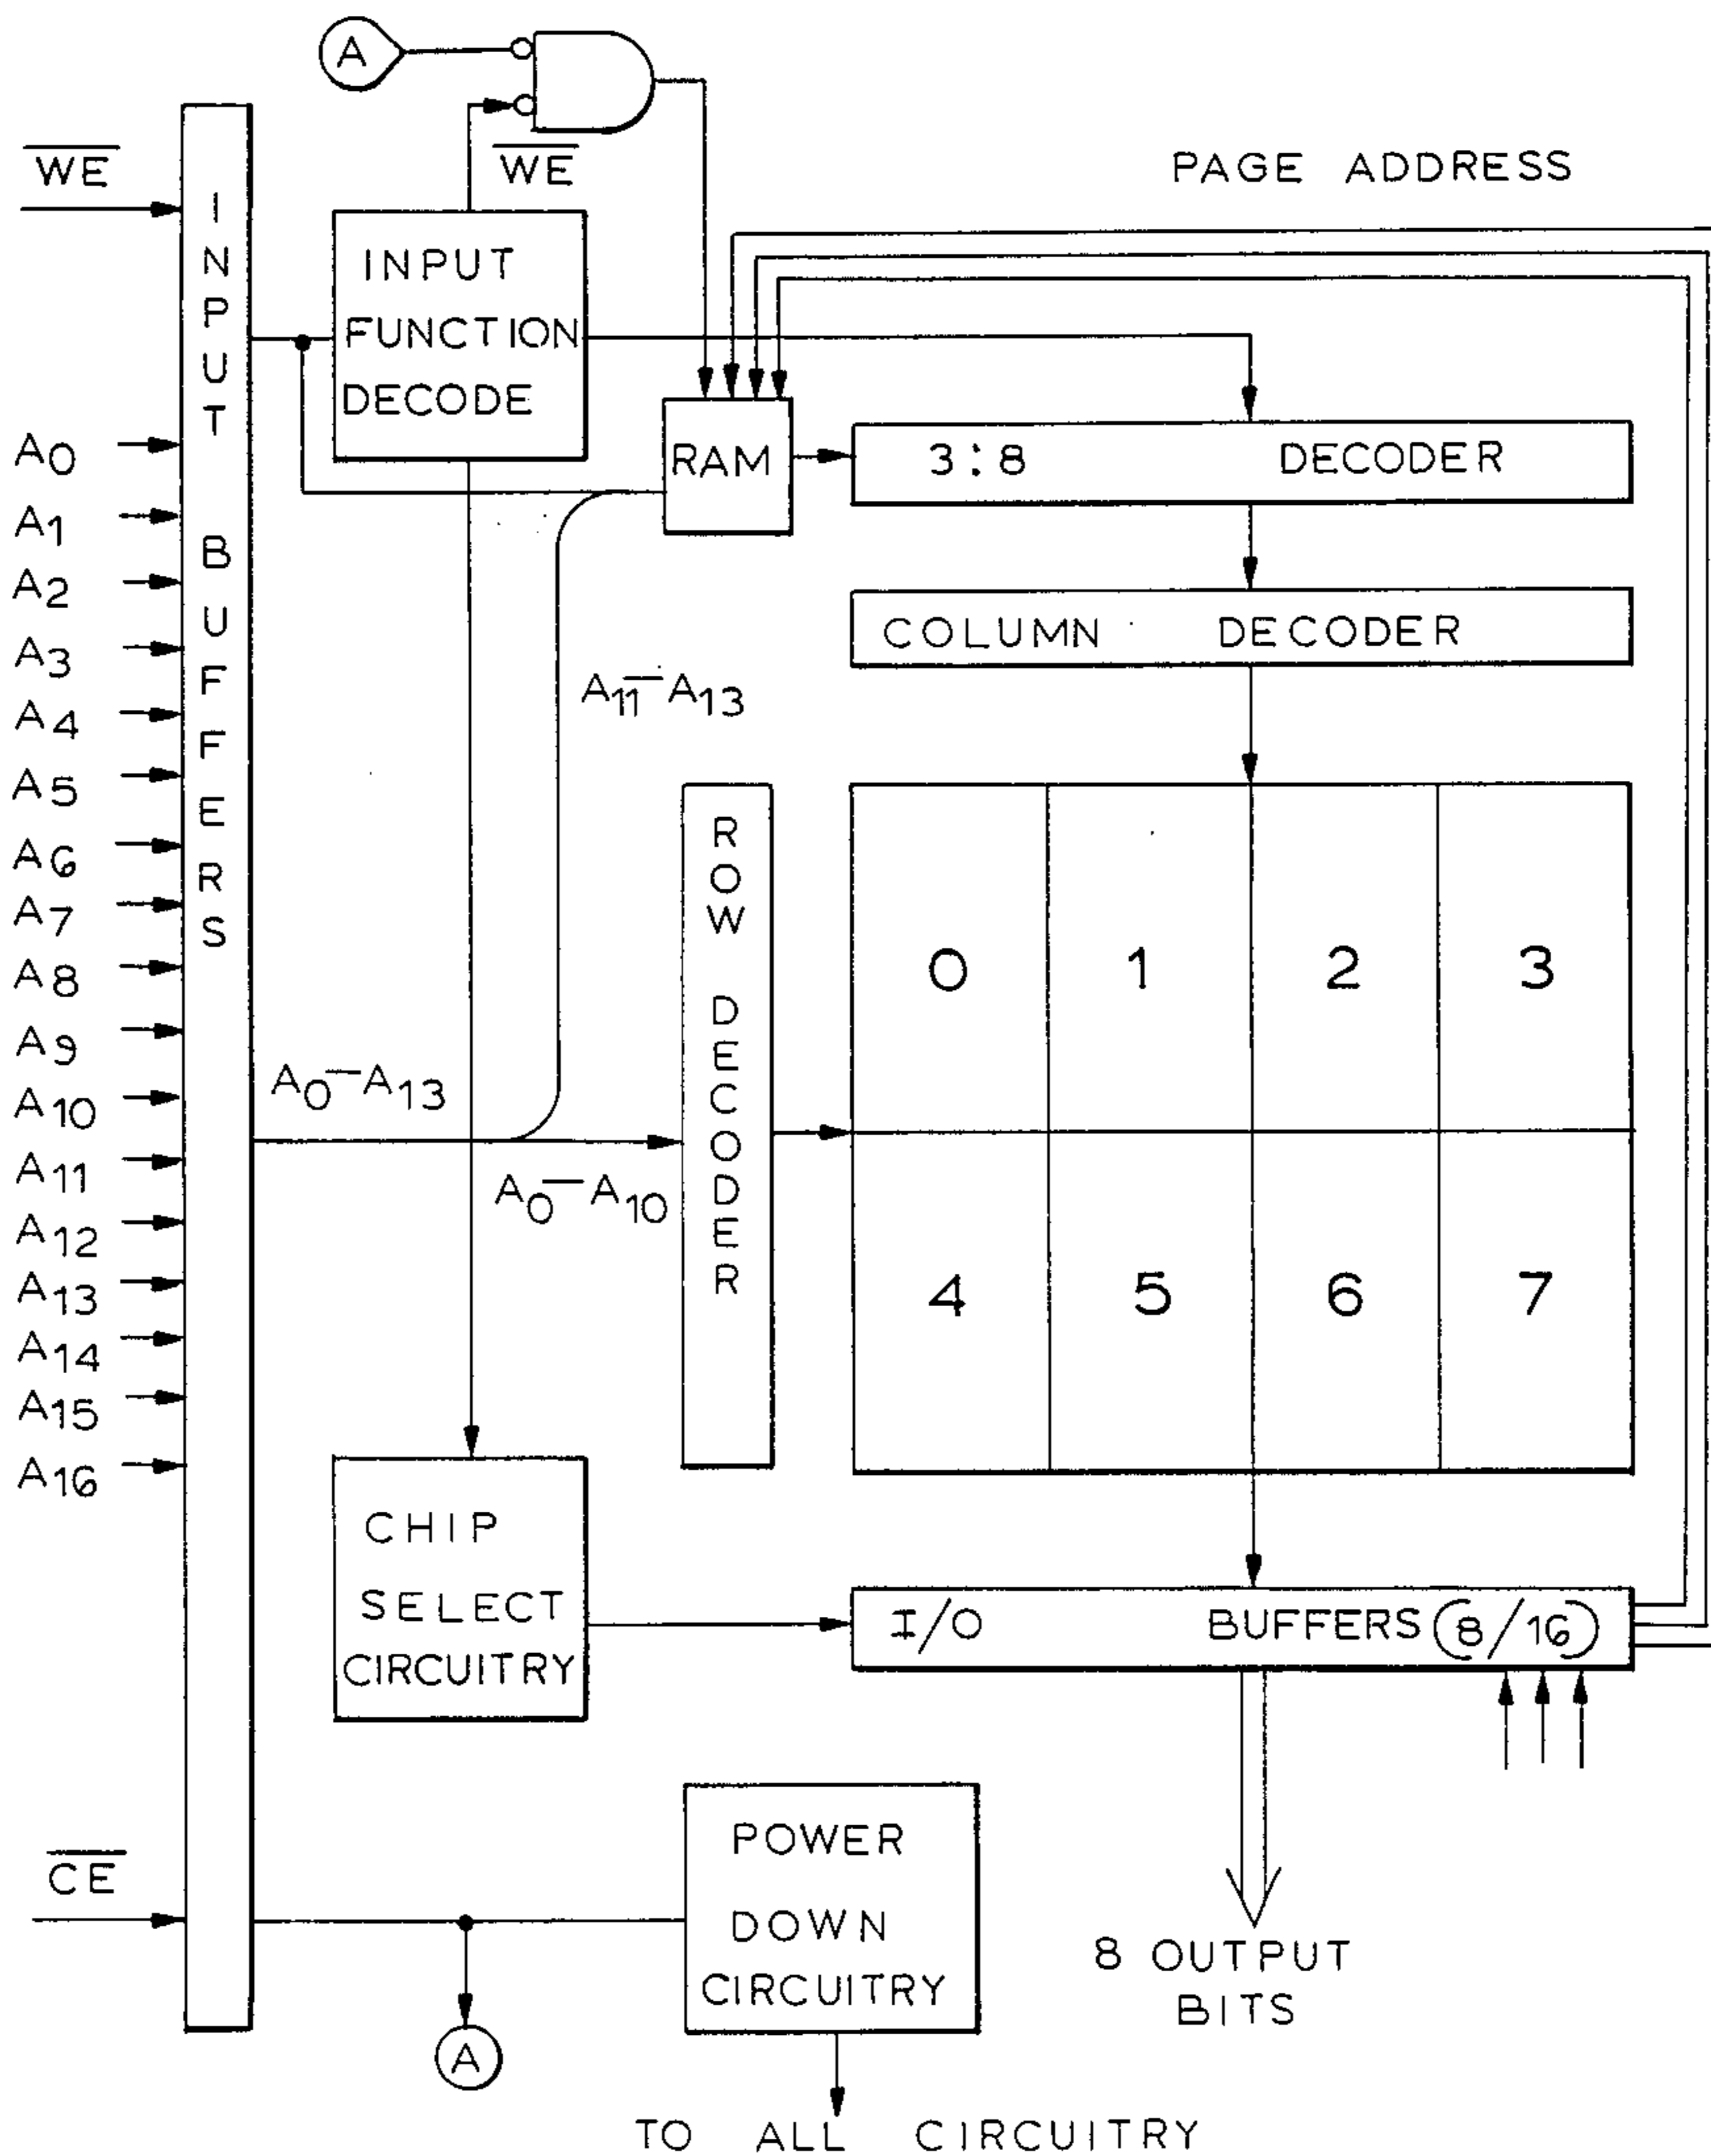 A
W̅E̅
W̅E̅
PAGE ADDRESS
INPUT BUFFERS
INPUT
FUNCTION
DECODE
A0
A1
A2
A3
A4
A5
A6
A7
A8
A9
A10
A11
A12
A13
A14
A15
A16
RAM
3:8 DECODER
COLUMN DECODER
A11-A13
A0-A13
A0-A10
ROW DECODER
0
1
2
3
4
5
6
7
CHIP
SELECT
CIRCUITRY
I/O BUFFERS (8/16)
C̅E̅
POWER
DOWN
CIRCUITRY
8 OUTPUT
BITS
A
TO ALL CIRCUITRY